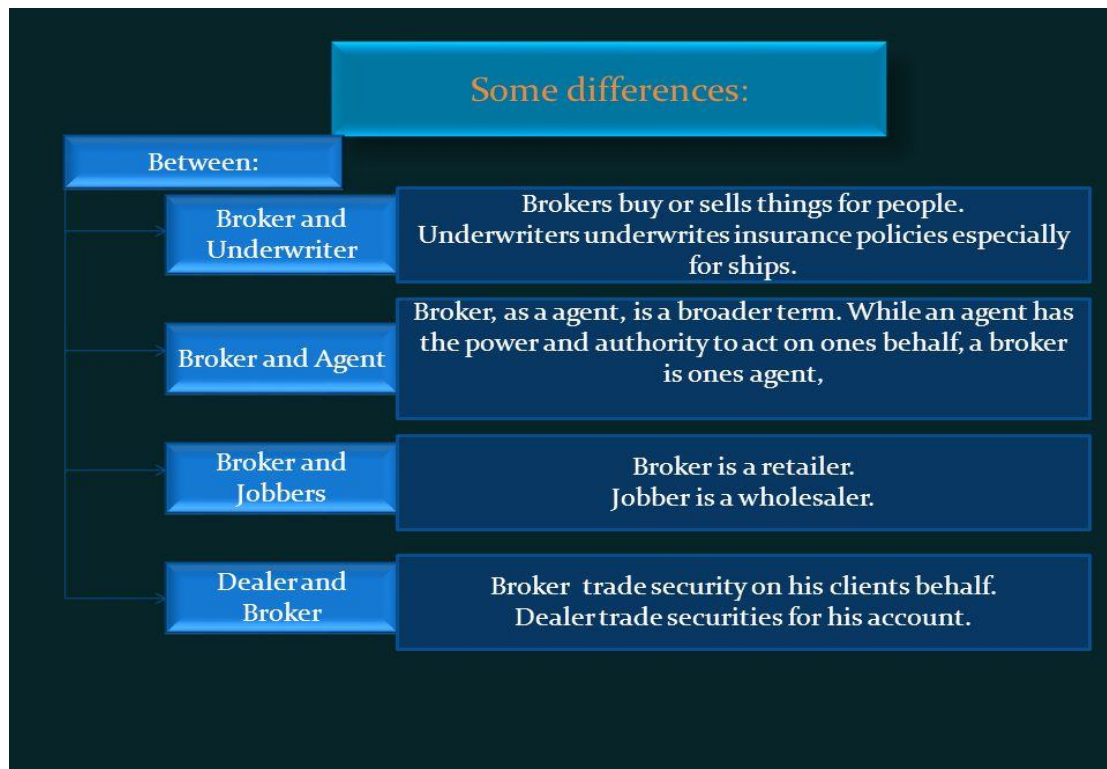 Some differences:
Between:
Broker and
Underwriter
Brokers buy or sells things for people.
Underwriters underwrites insurance policies especially
for ships.
Broker and Agent
Broker, as a agent, is a broader term. While an agent has
the power and authority to act on ones behalf, a broker
is ones agent,
Broker and
Jobbers
Broker is a retailer.
Jobber is a wholesaler.
Dealer and
Broker
Broker trade security on his clients behalf.
Dealer trade securities for his account.